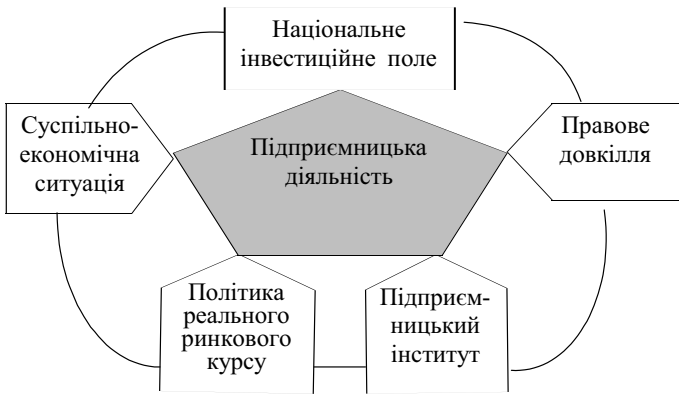 Національне
інвестиційне поле
Суспільно-
економічна
ситуація
Підприємницька
діяльність
Правове
довкілля
Політика
реального
ринкового
курсу
Підприєм-
ницький
інститут